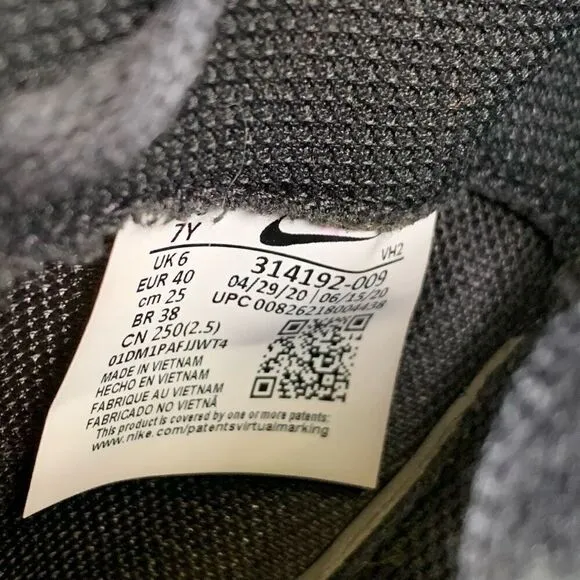 7Y
VH2
UK 6
314192-009
EUR 40
04/29/20 06/15/20
cm 25
UPC 00826218004438
BR 38
CN 250(2.5)
01DM1PAFJJWT4
MADE IN VIETNAM
HECHO EN VIETNAM
FABRIQUE AU VIETNAM
FABRICADO NO VIETNÃ
This product is covered by one or more patents:
www.nike.com/patentsvirtualmarking